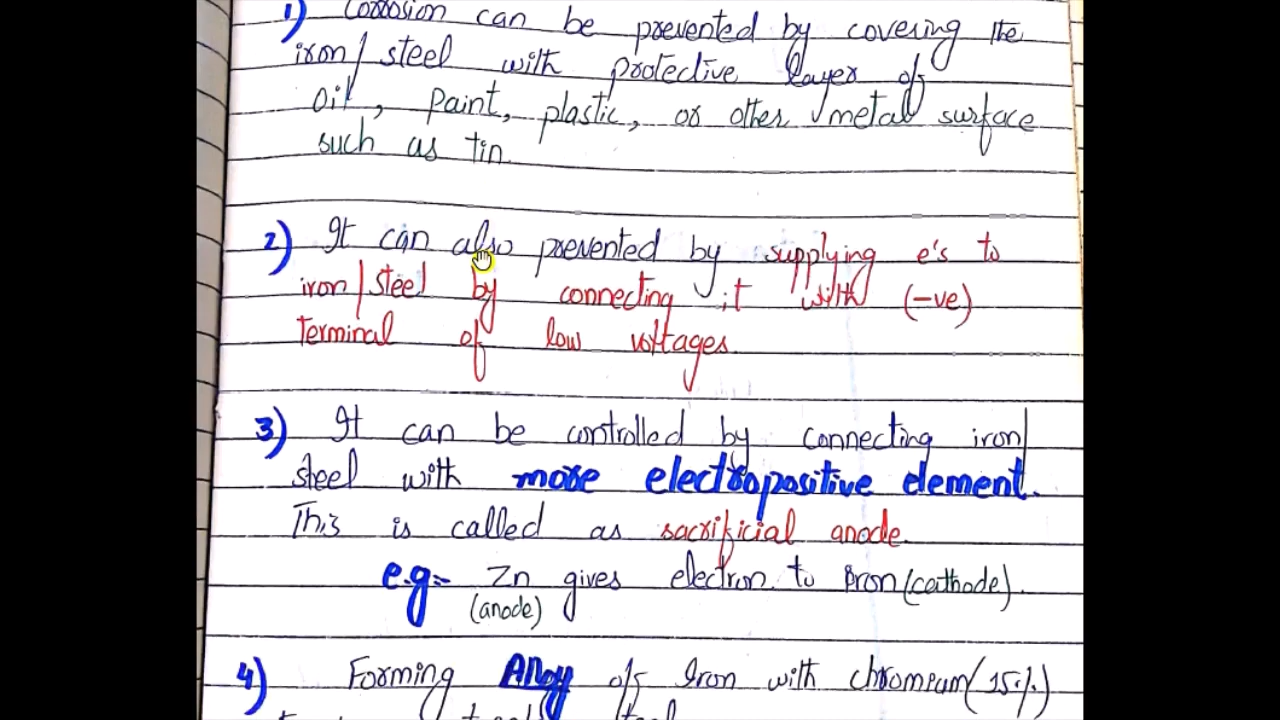 1) Corrosion can be prevented by covering the
iron/steel with protective layer of
oil, paint, plastic, or other metal surface
such as tin.
2) It can also prevented by supplying e's to
iron/steel by connecting it with (-ve)
terminal of low voltages.
3) It can be controlled by connecting iron/
steel with more electropositive element.
This is called as sacrificial anode.
e.g:- Zn gives electron to iron (cathode).
(anode)
4) Forming Alloy of Iron with chromium (15%)